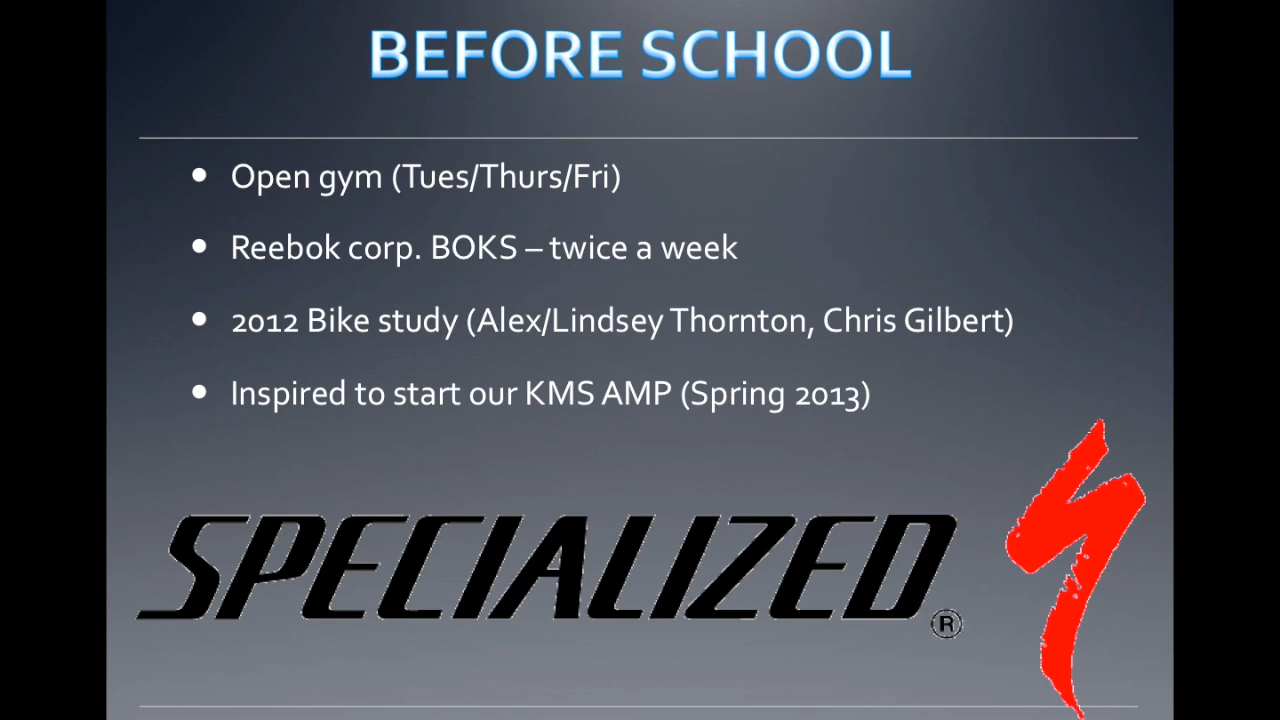 BEFORE SCHOOL
Open gym (Tues/Thurs/Fri)
Reebok corp. BOKS – twice a week
2012 Bike study (Alex/Lindsey Thornton, Chris Gilbert)
Inspired to start our KMS AMP (Spring 2013)
SPECIALIZED®